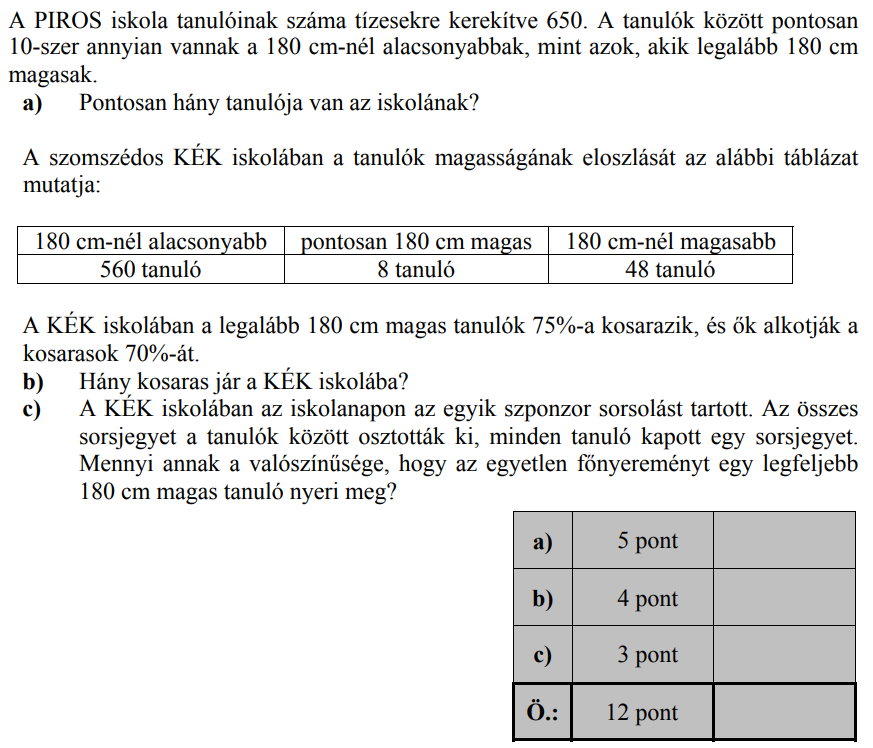 A PIROS iskola tanulóinak száma tízesekre kerekítve 650. A tanulók között pontosan
10-szer annyian vannak a 180 cm-nél alacsonyabbak, mint azok, akik legalább 180 cm
magasak.
a) Pontosan hány tanulója van az iskolának?
A szomszédos KÉK iskolában a tanulók magasságának eloszlását az alábbi táblázat
mutatja:
180 cm-nél alacsonyabb pontosan 180 cm magas 180 cm-nél magasabb
560 tanuló 8 tanuló 48 tanuló
A KÉK iskolában a legalább 180 cm magas tanulók 75%-a kosarazik, és ők alkotják a
kosarasok 70%-át.
b) Hány kosaras jár a KÉK iskolába?
c) A KÉK iskolában az iskolanapon az egyik szponzor sorsolást tartott. Az összes
sorsjegyet a tanulók között osztották ki, minden tanuló kapott egy sorsjegyet.
Mennyi annak a valószínűsége, hogy az egyetlen főnyereményt egy legfeljebb
180 cm magas tanuló nyeri meg?
a) 5 pont
b) 4 pont
c) 3 pont
Ö.: 12 pont